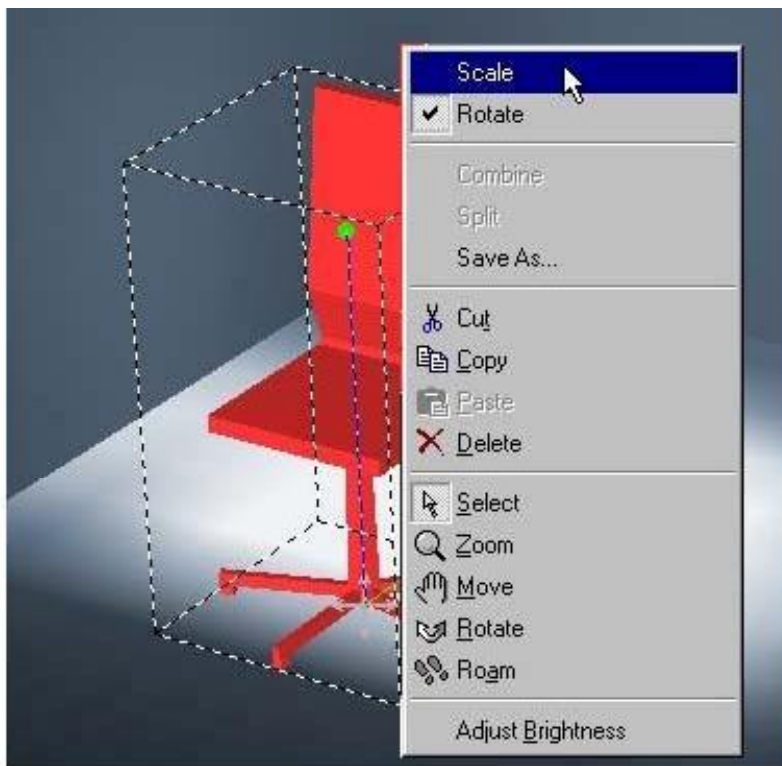 Scale
Rotate
Combine
Split
Save As...
Cut
Copy
Paste
Delete
Select
Zoom
Move
Rotate
Roam
Adjust Brightness